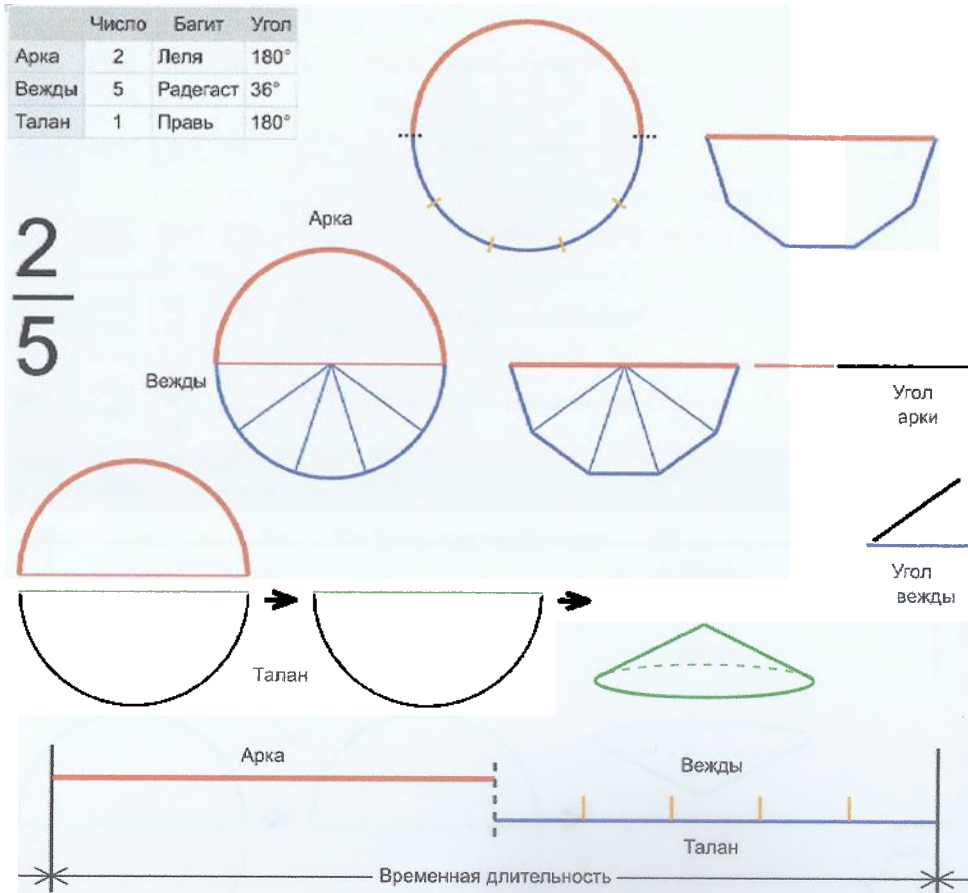 Число Багит Угол
Арка 2 Леля 180°
Вежды 5 Радегаст 36°
Талан 1 Правь 180°
2
5
Арка
Вежды
Угол
арки
Угол
вежды
Талан
Арка
Вежды
Талан
Временная длительность